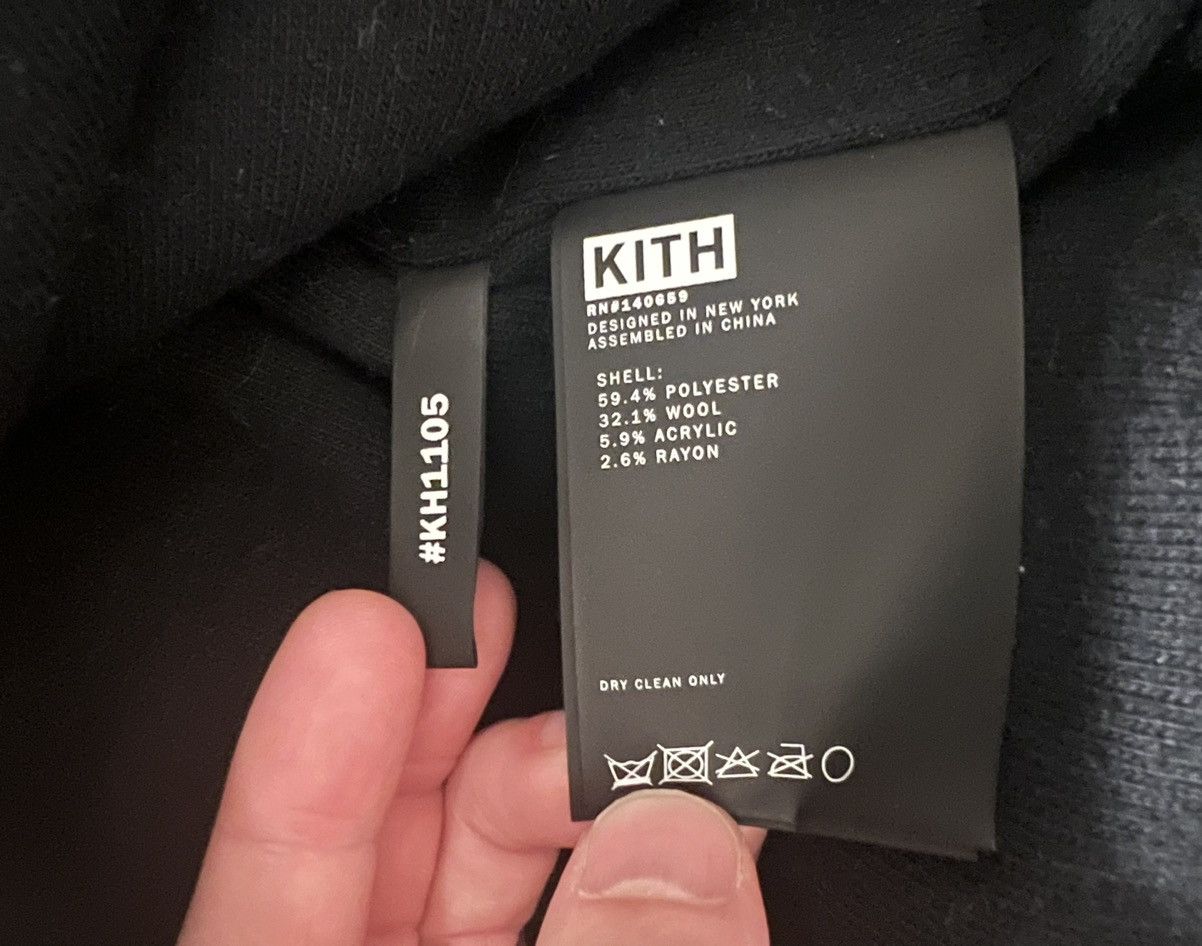 #KH1105
KITH
RN#140659
DESIGNED IN NEW YORK
ASSEMBLED IN CHINA
SHELL:
59.4% POLYESTER
32.1% WOOL
5.9% ACRYLIC
2.6% RAYON
DRY CLEAN ONLY